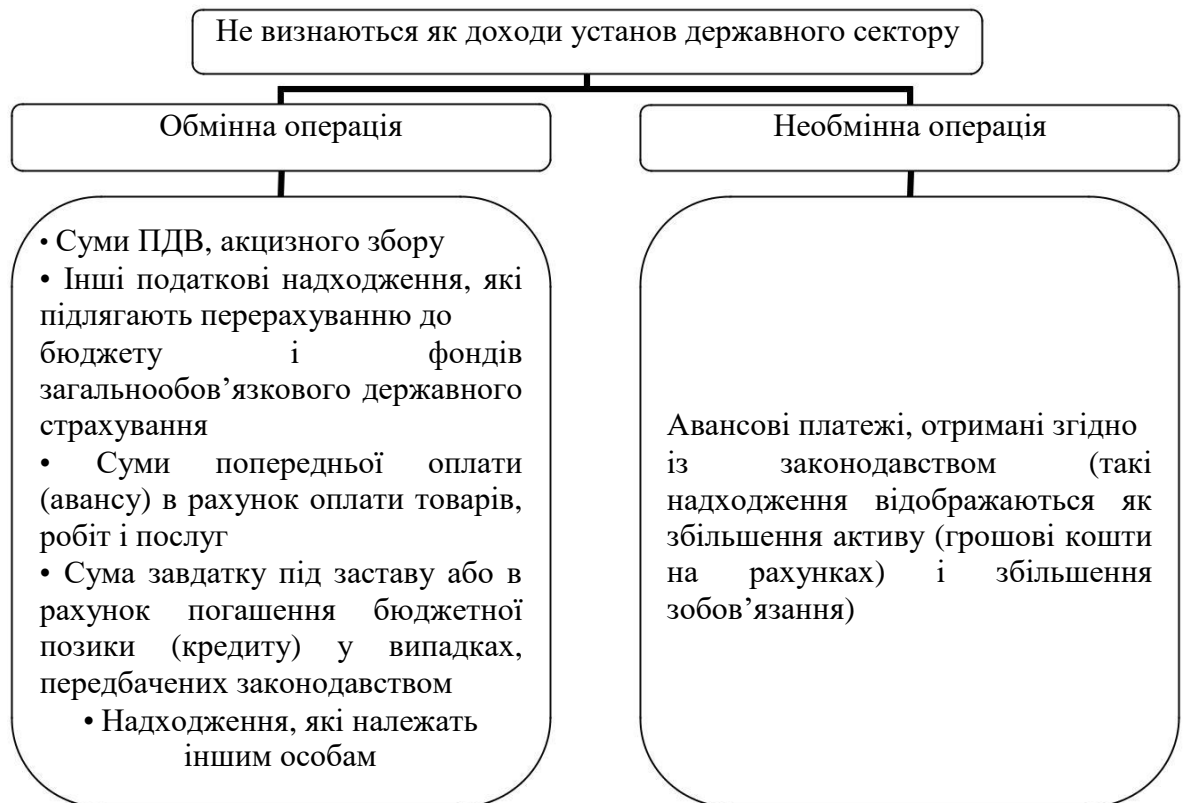 Не визнаються як доходи установ державного сектору
Обмінна операція
Необмінна операція
• Суми ПДВ, акцизного збору
• Інші податкові надходження, які
підлягають перерахуванню до
бюджету і фондів
загальнообов’язкового державного
страхування
• Суми попередньої оплати
(авансу) в рахунок оплати товарів,
робіт і послуг
• Сума завдатку під заставу або в
рахунок погашення бюджетної
позики (кредиту) у випадках,
передбачених законодавством
• Надходження, які належать
іншим особам
Авансові платежі, отримані згідно
із законодавством (такі
надходження відображаються як
збільшення активу (грошові кошти
на рахунках) і збільшення
зобов’язання)